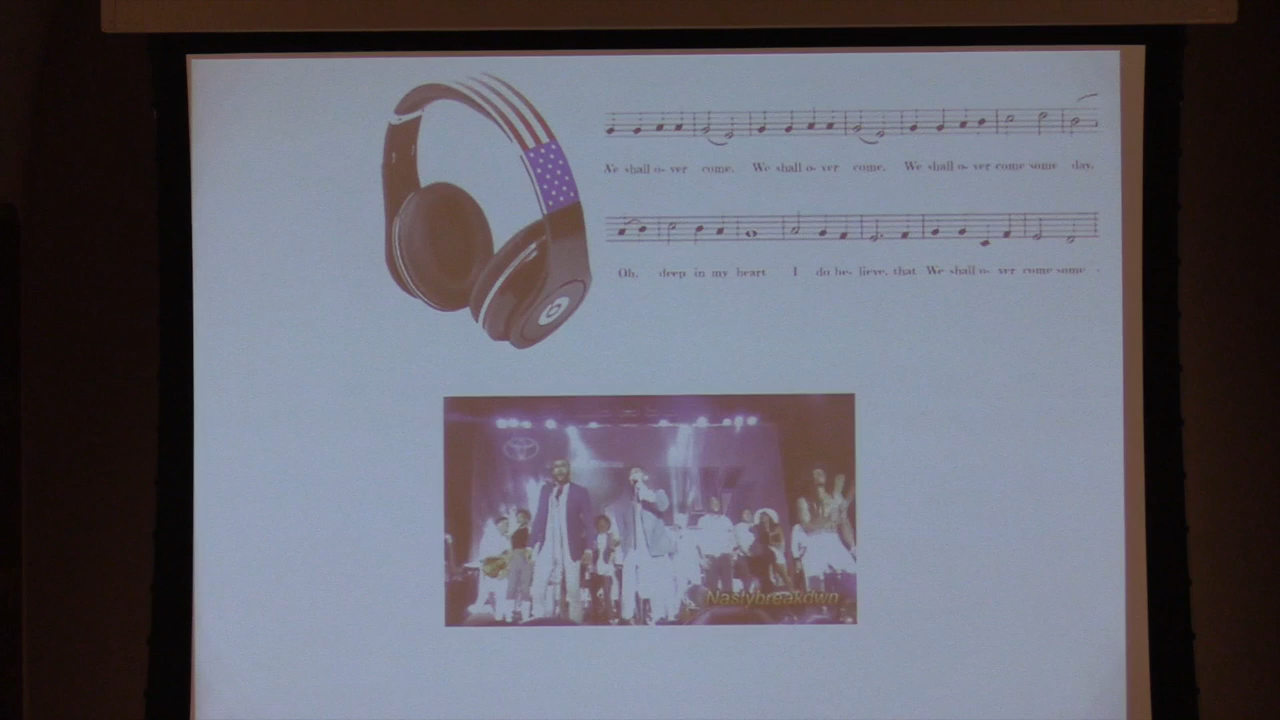 We shall o- ver come. We shall o- ver come. We shall o- ver come some day.
Oh, deep in my heart I do be- lieve, that We shall o- ver come some
b
Nastybreakdwn